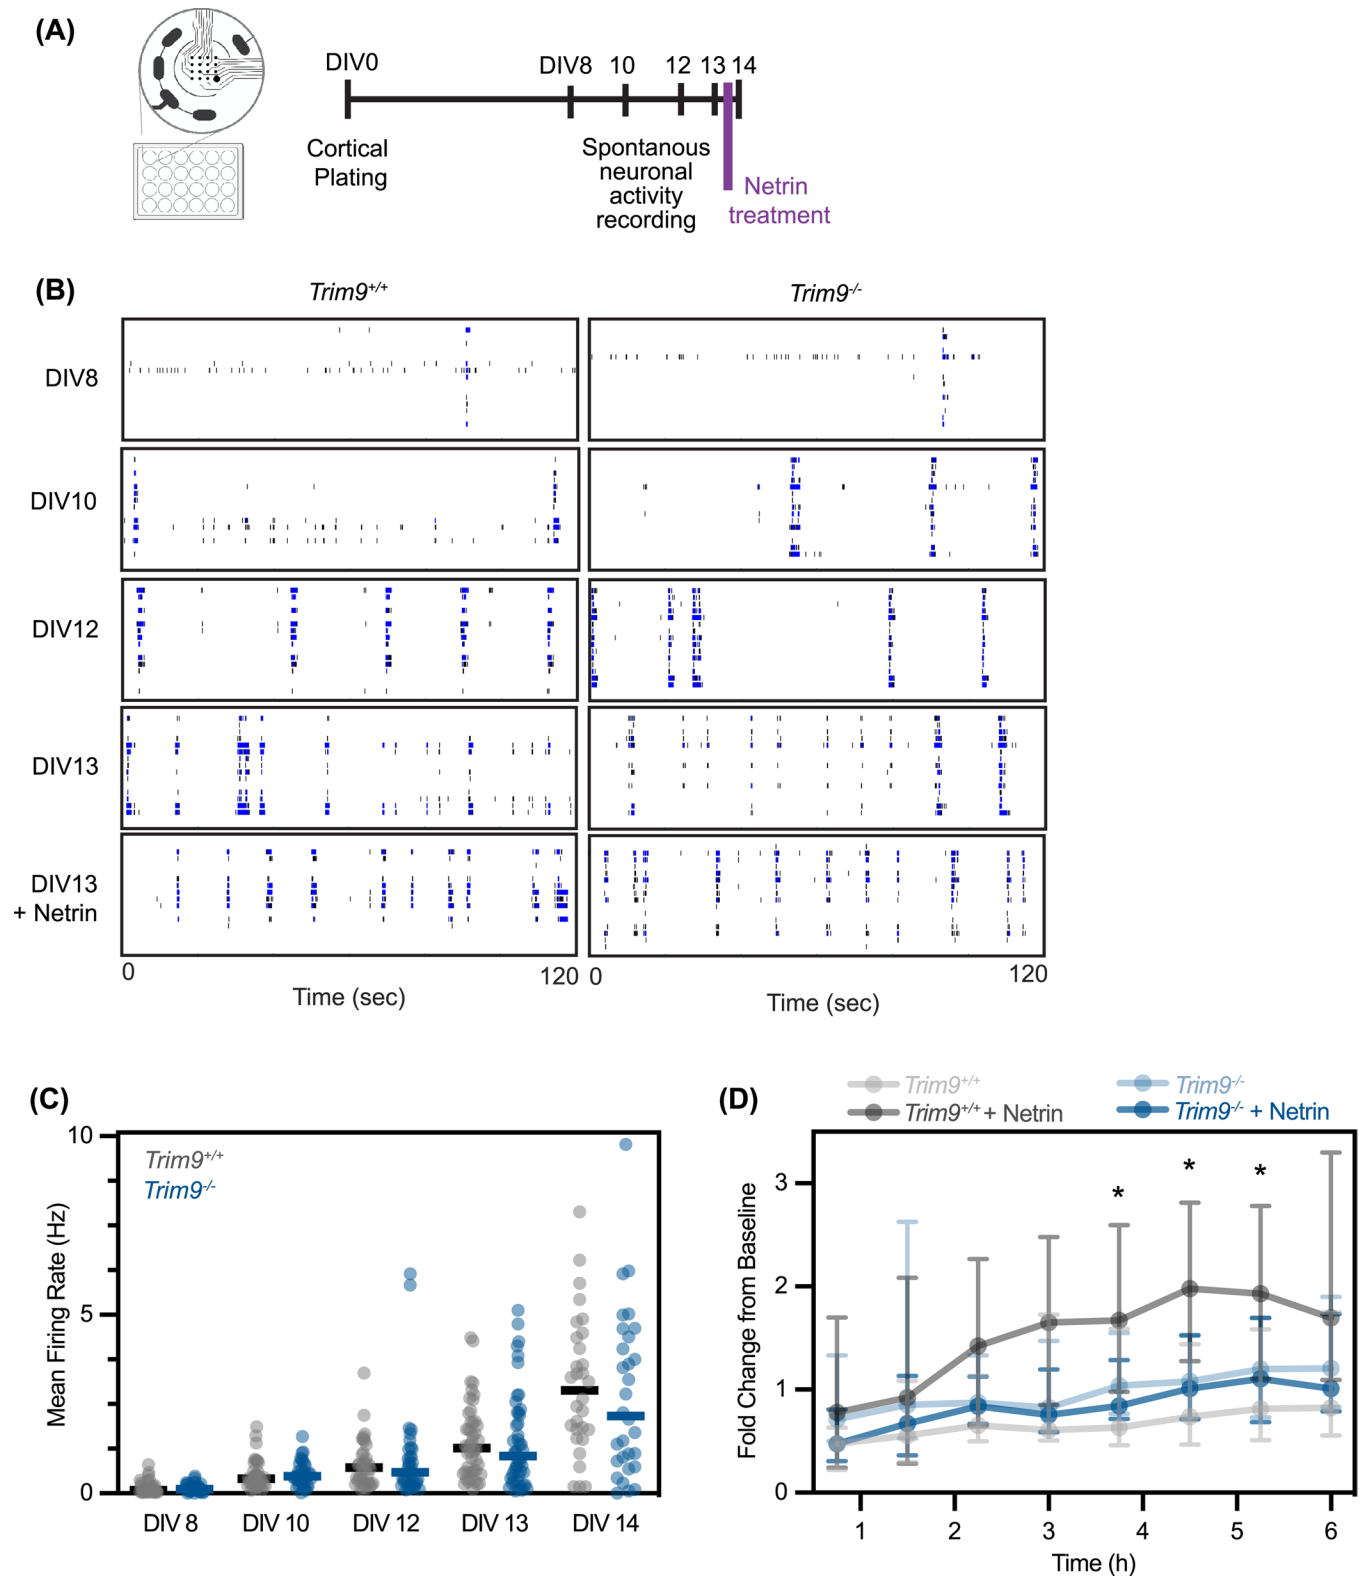 (A)
DIV0
DIV8 10 12 13 14
Cortical
Plating
Spontanous
neuronal
activity
recording
Netrin
treatment
(B)
Trim9+/+
Trim9-/-
DIV8
DIV10
DIV12
DIV13
DIV13
+ Netrin
0 120
Time (sec)
0 120
Time (sec)
(C)
Trim9+/+
Trim9-/-
Mean Firing Rate (Hz)
10
5
0
DIV 8 DIV 10 DIV 12 DIV 13 DIV 14
(D)
Trim9+/+
Trim9-/-
Trim9+/+ + Netrin
Trim9-/- + Netrin
Fold Change from Baseline
3
2
1
0
* * *
1 2 3 4 5 6
Time (h)